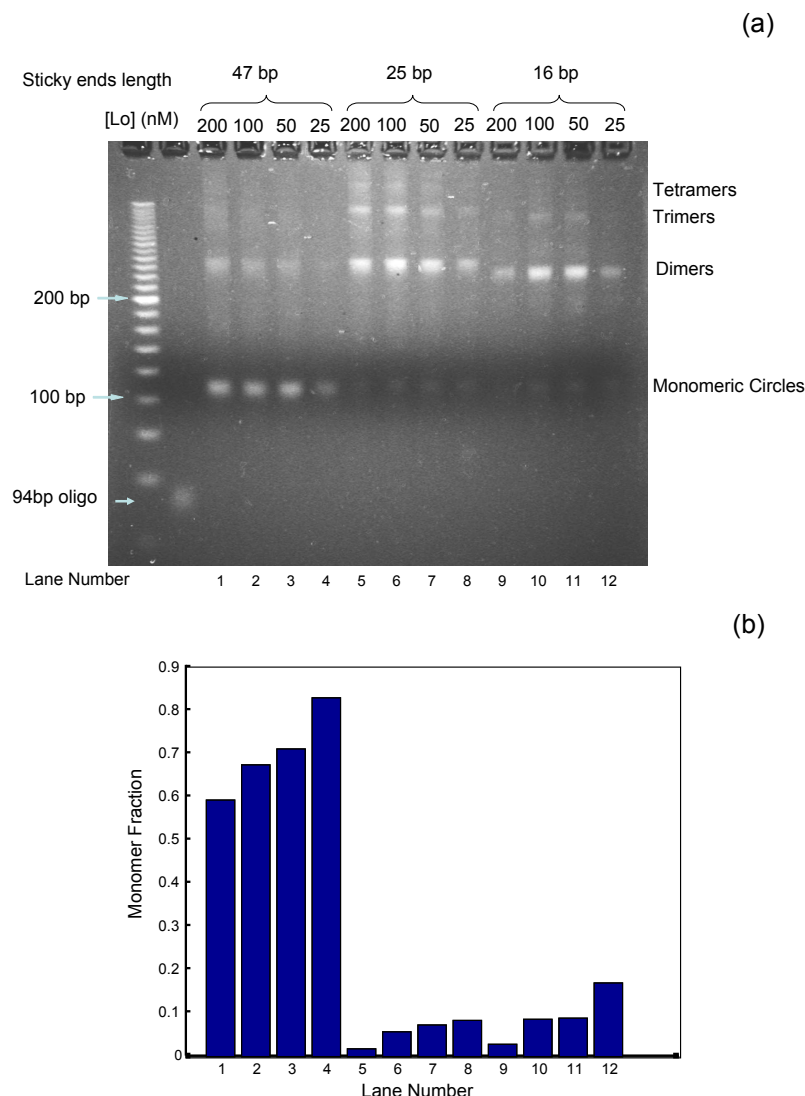 (a)
Sticky ends length 47 bp 25 bp 16 bp
[Lo] (nM) 200 100 50 25 200 100 50 25 200 100 50 25
Tetramers
Trimers
Dimers
200 bp
Monomeric Circles
100 bp
94bp oligo
Lane Number 1 2 3 4 5 6 7 8 9 10 11 12
(b)
0.9
0.8
0.7
0.6
0.5
0.4
0.3
0.2
0.1
0
Monomer Fraction
1 2 3 4 5 6 7 8 9 10 11 12
Lane Number